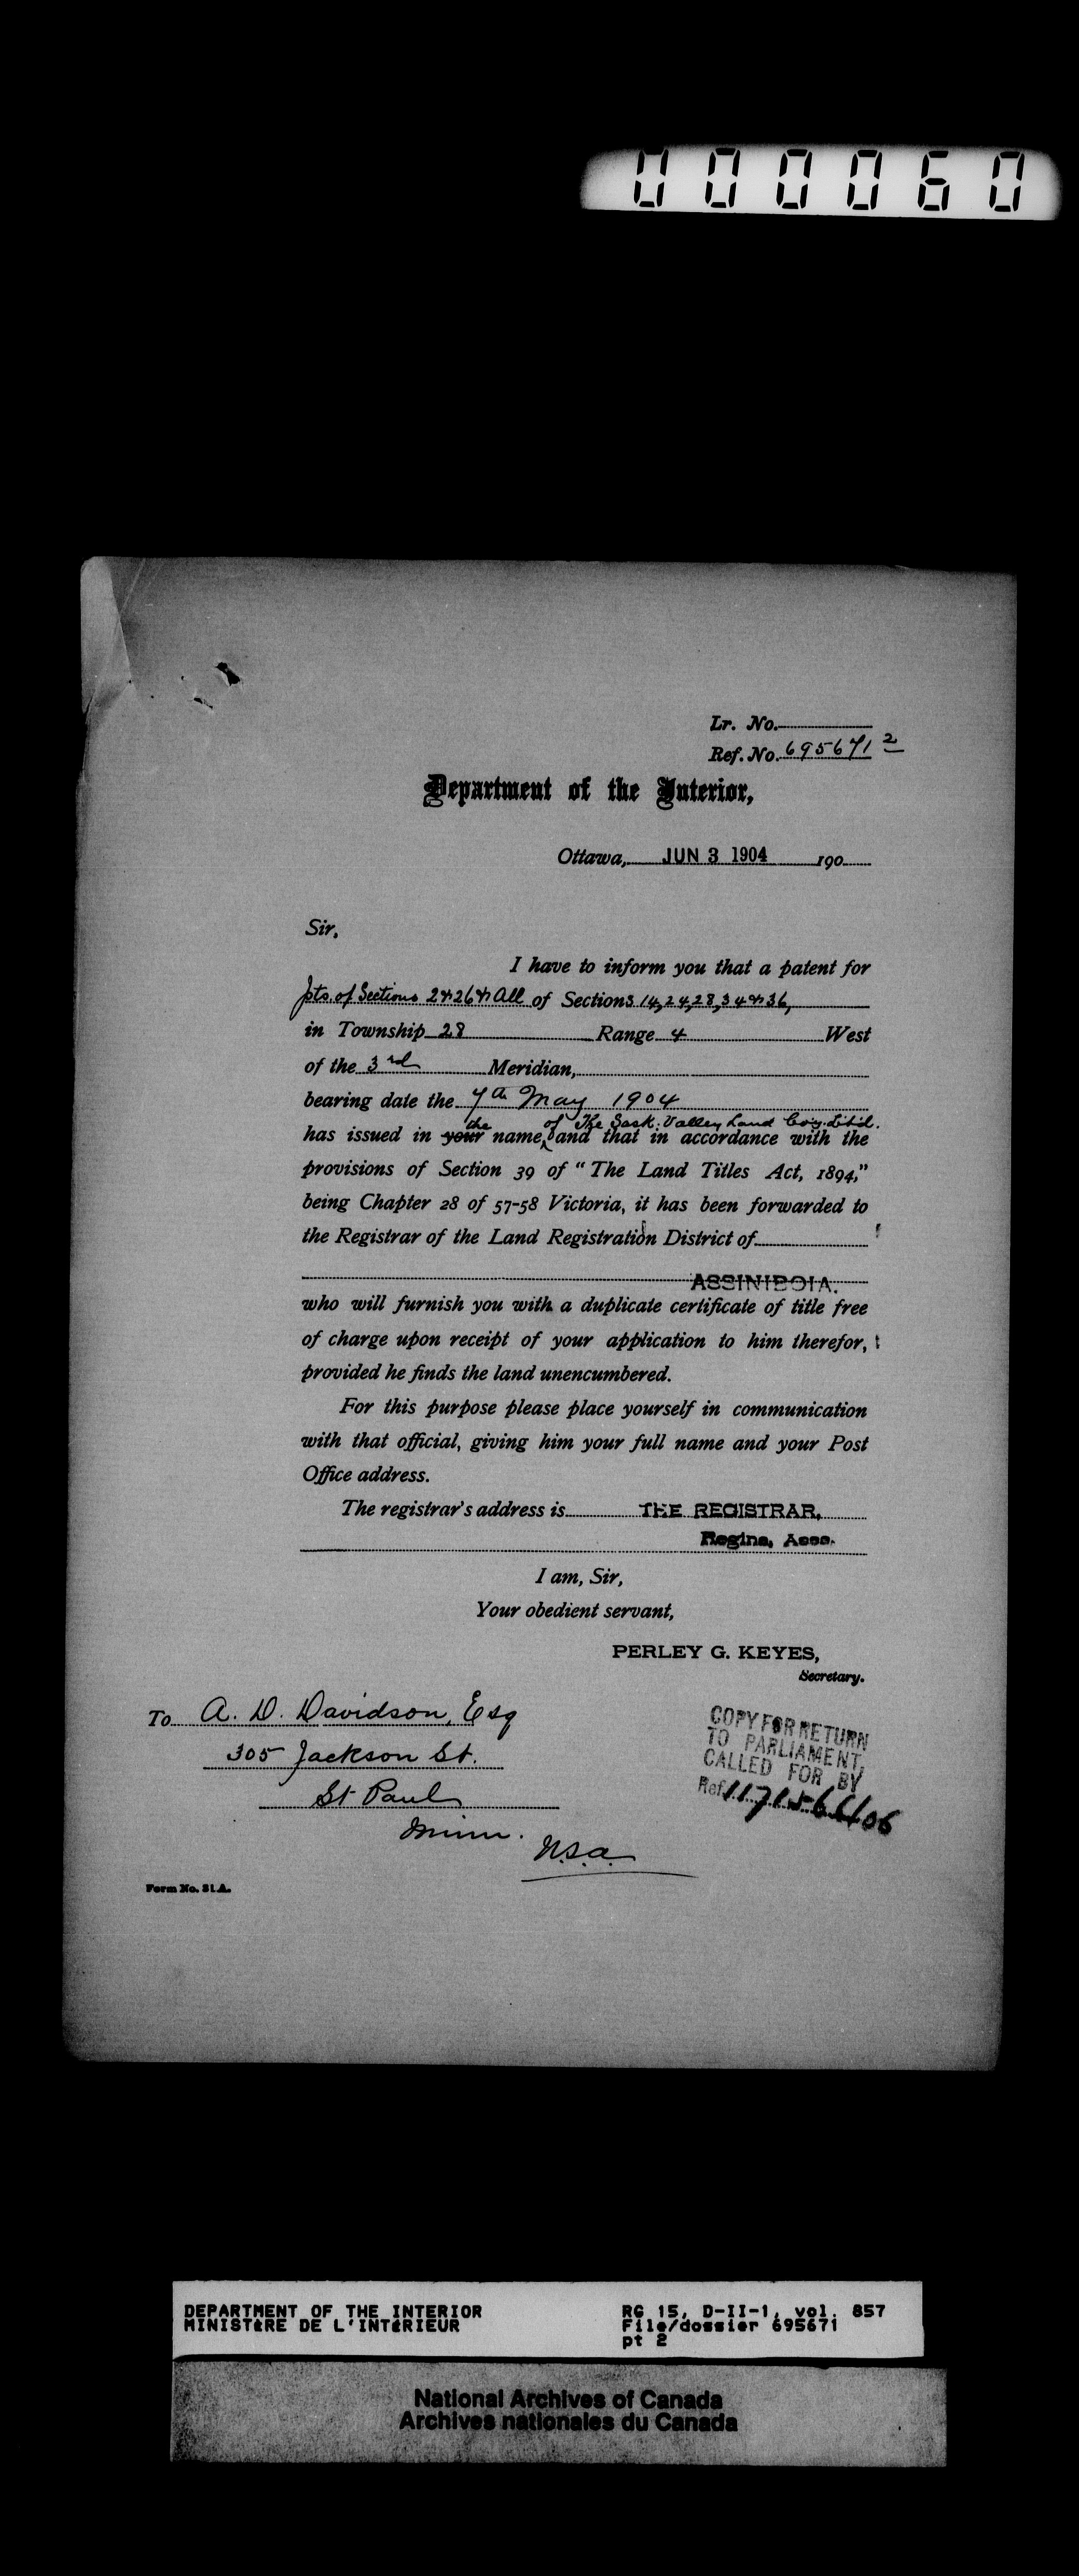 000060
Lr. No.
Ref. No. 695671 2
Department of the Interior,
Ottawa, JUN 3 1904 190
Sir,
I have to inform you that a patent for
pts. of Sections 2 & 26 & All of Sections 14, 24, 28, 34 & 36,
in Township 28 Range 4 West
of the 3rd Meridian,
bearing date the 7th May 1904
the of The Sask. Valley Land Coy. Ltd.
has issued in your name, and that in accordance with the
provisions of Section 39 of "The Land Titles Act, 1894,"
being Chapter 28 of 57-58 Victoria, it has been forwarded to
the Registrar of the Land Registration District of
ASSINIBOIA.
who will furnish you with a duplicate certificate of title free
of charge upon receipt of your application to him therefor,
provided he finds the land unencumbered.
For this purpose please place yourself in communication
with that official, giving him your full name and your Post
Office address.
The registrar's address is THE REGISTRAR,
Regina, Assa.
I am, Sir,
Your obedient servant,
PERLEY G. KEYES,
Secretary.
To A. D. Davidson, Esq
305 Jackson St.
St Paul
Minn.
U.S.A.
COPY FOR RETURN
TO PARLIAMENT,
CALLED FOR BY
Ref. 1171566/06
Form No. 31 A.
DEPARTMENT OF THE INTERIOR
MINISTÈRE DE L'INTÉRIEUR
RG 15, D-II-1, vol. 857
File/dossier 695671
pt 2
National Archives of Canada
Archives nationales du Canada